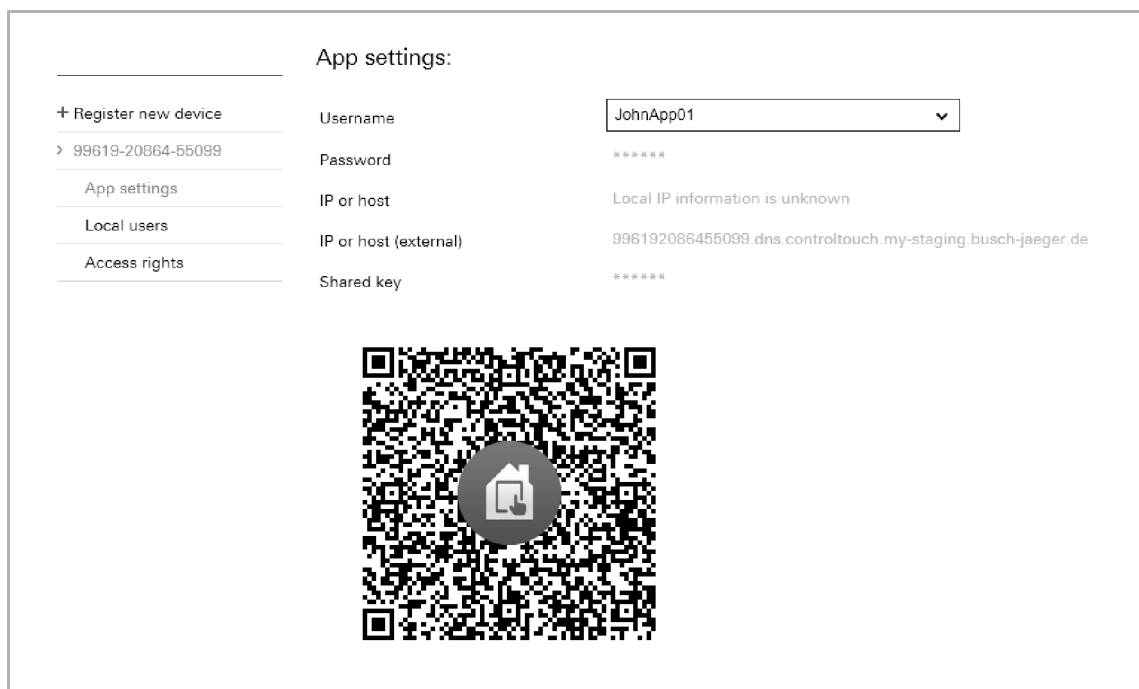 App settings:
+ Register new device
> 99619-20864-55099
App settings
Local users
Access rights
Username
JohnApp01
Password
******
IP or host
Local IP information is unknown
IP or host (external)
996192086455099.dns.controltouch.my-staging.busch-jaeger.de
Shared key
******